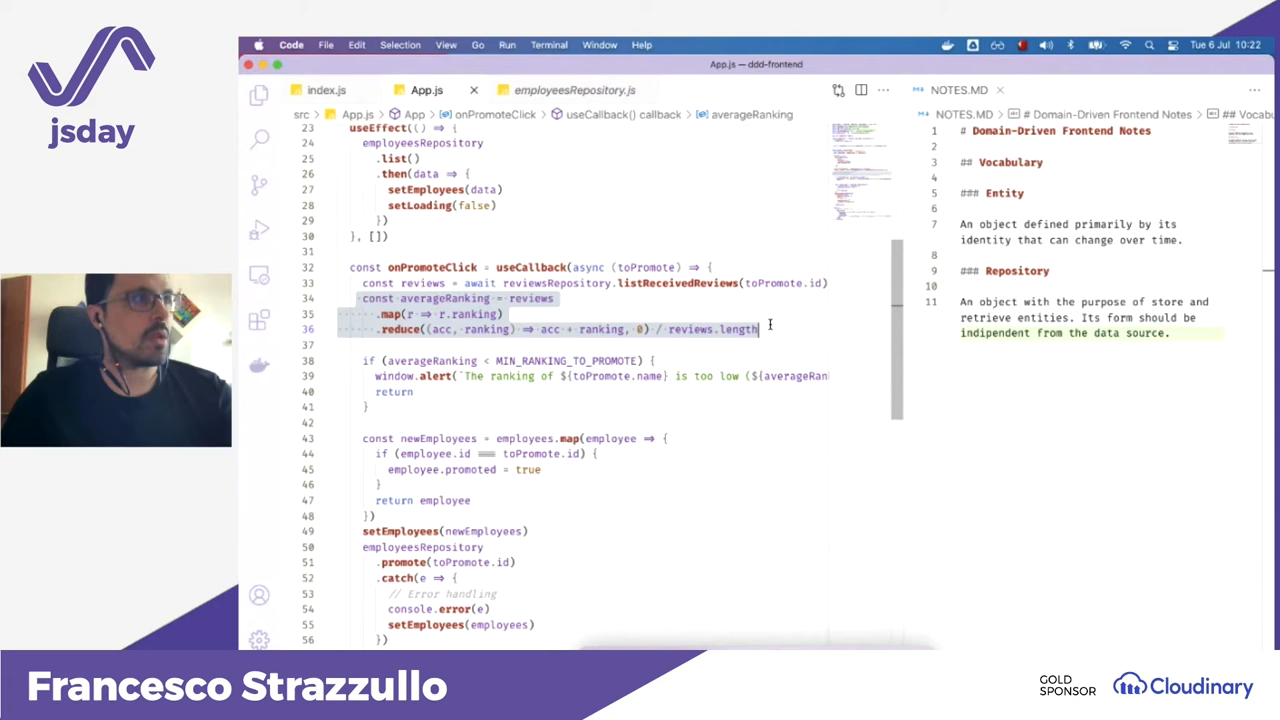 jsday
Code File Edit Selection View Go Run Terminal Window Help
Tue 6 Jul 10:22
App.js — ddd-frontend
index.js
App.js
employeesRepository.js
NOTES.MD
src > App.js > App > onPromoteClick > useCallback() callback > averageRanking
23 useEffect(() => {
24 employeesRepository
25 .list()
26 .then(data => {
27 setEmployees(data)
28 setLoading(false)
29 })
30 }, [])
31
32 const onPromoteClick = useCallback(async (toPromote) => {
33 const reviews = await reviewsRepository.listReceivedReviews(toPromote.id)
34 const averageRanking = reviews
35 .map(r => r.ranking)
36 .reduce((acc, ranking) => acc + ranking, 0) / reviews.length
37
38 if (averageRanking < MIN_RANKING_TO_PROMOTE) {
39 window.alert(`The ranking of ${toPromote.name} is too low (${averageRan
40 return
41 }
42
43 const newEmployees = employees.map(employee => {
44 if (employee.id === toPromote.id) {
45 employee.promoted = true
46 }
47 return employee
48 })
49 setEmployees(newEmployees)
50 employeesRepository
51 .promote(toPromote.id)
52 .catch(e => {
53 // Error handling
54 console.error(e)
55 setEmployees(employees)
56 })
NOTES.MD > # Domain-Driven Frontend Notes > ## Vocabu
1 # Domain-Driven Frontend Notes
2
3 ## Vocabulary
4
5 ### Entity
6
7 An object defined primarily by its
identity that can change over time.
8
9 ### Repository
10
11 An object with the purpose of store and
retrieve entities. Its form should be
indipendent from the data source.
Francesco Strazzullo
GOLD
SPONSOR
Cloudinary